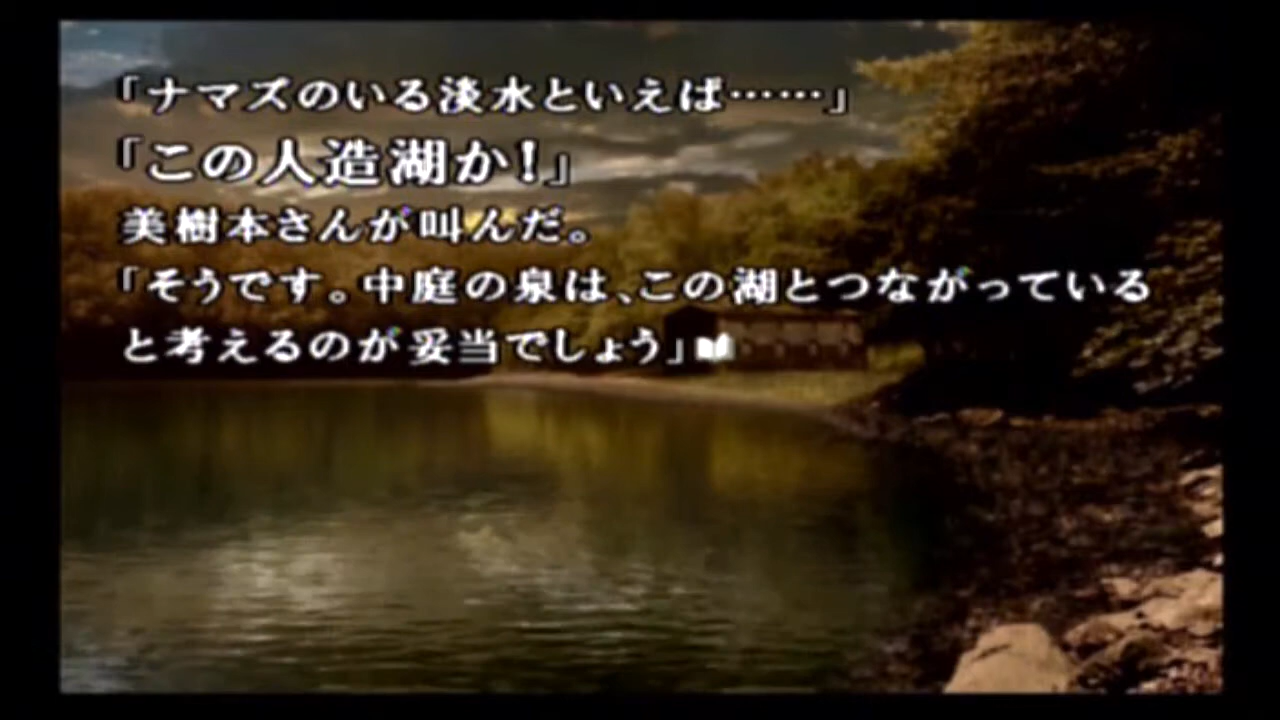 「ナマズのいる淡水といえば……」
「この人造湖か！」
美樹本さんが叫んだ。
「そうです。中庭の泉は、この湖とつながっている
と考えるのが妥当でしょう」